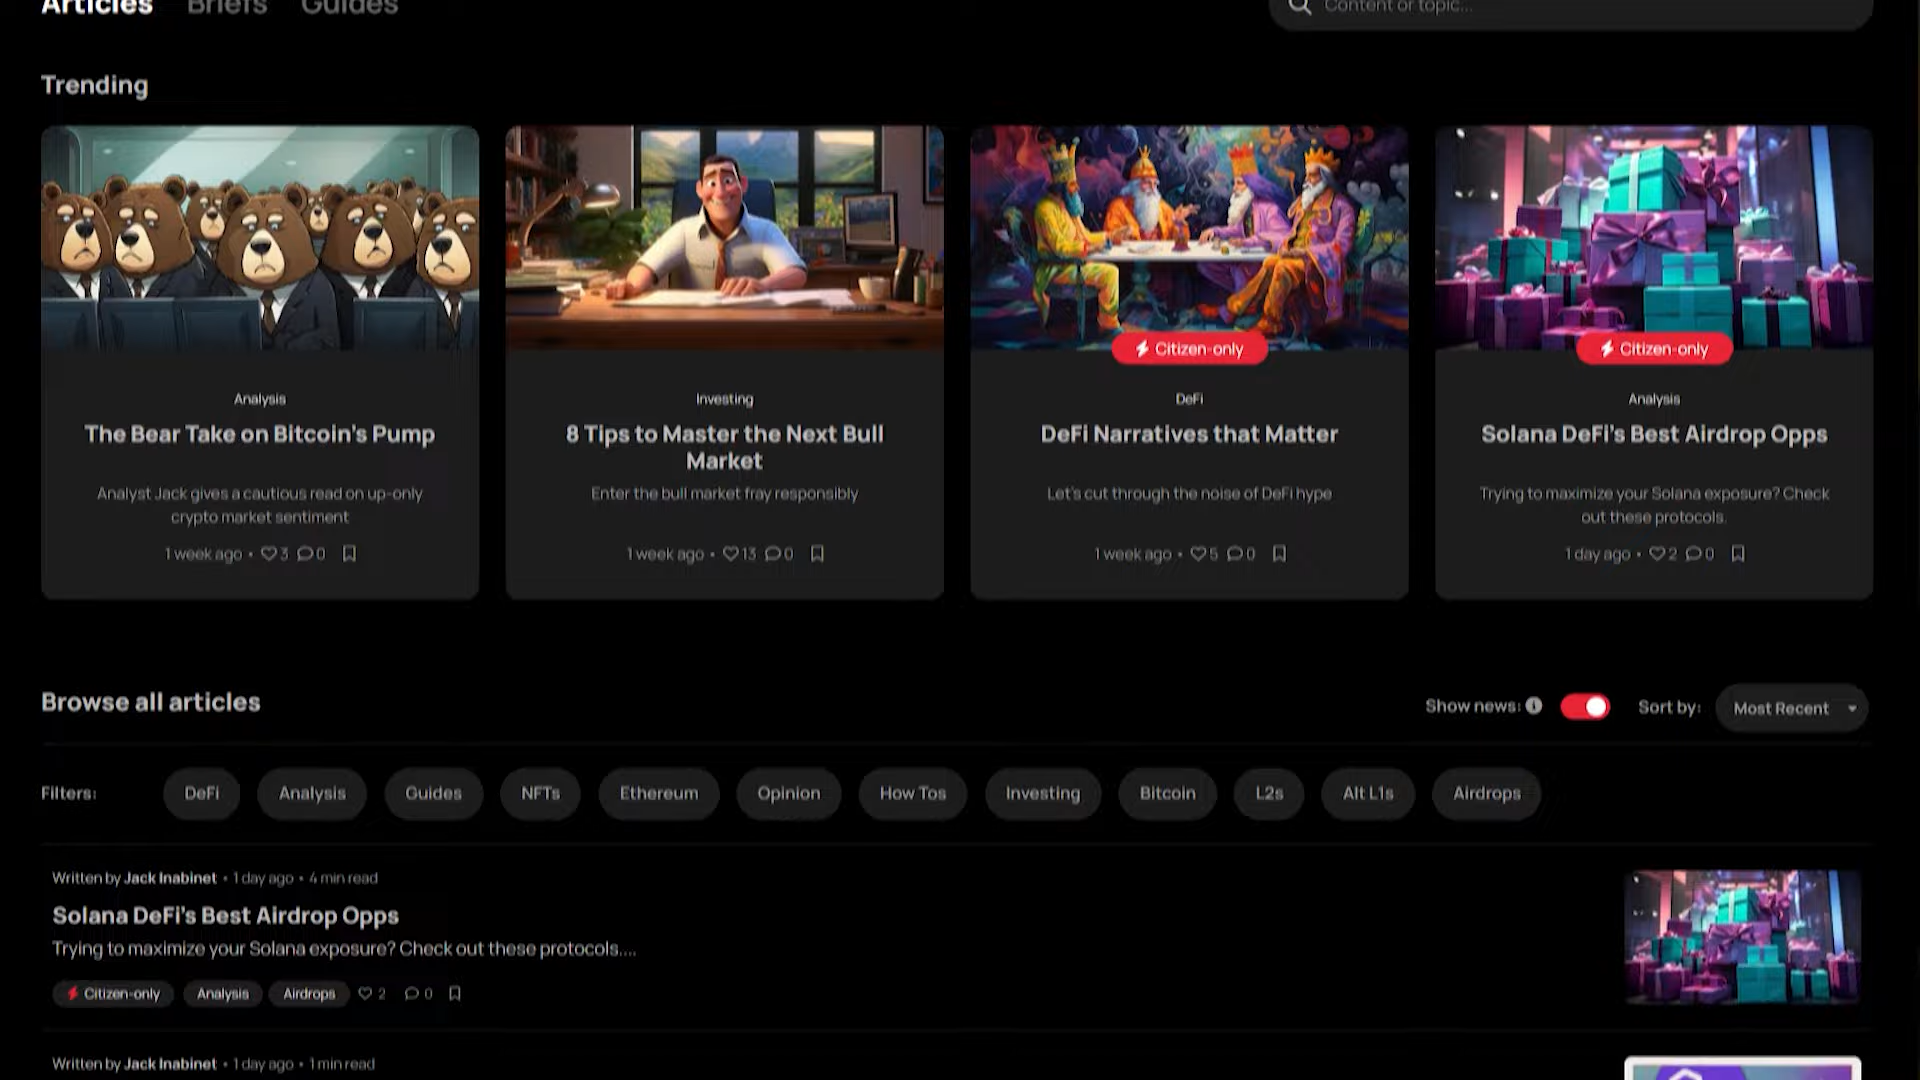 Articles Briefs Guides
Content or topic...
Trending
Citizen-only
Citizen-only
Analysis
The Bear Take on Bitcoin's Pump
Analyst Jack gives a cautious read on up-only
crypto market sentiment
1 week ago • 3 0
Investing
8 Tips to Master the Next Bull
Market
Enter the bull market fray responsibly
1 week ago • 13 0
DeFi
DeFi Narratives that Matter
Let's cut through the noise of DeFi hype
1 week ago • 5 0
Analysis
Solana DeFi's Best Airdrop Opps
Trying to maximize your Solana exposure? Check
out these protocols.
1 day ago • 2 0
Browse all articles
Show news: Sort by: Most Recent
Filters: DeFi Analysis Guides NFTs Ethereum Opinion How Tos Investing Bitcoin L2s Alt L1s Airdrops
Written by Jack Inabinet • 1 day ago • 4 min read
Solana DeFi's Best Airdrop Opps
Trying to maximize your Solana exposure? Check out these protocols....
Citizen-only Analysis Airdrops 2 0
Written by Jack Inabinet • 1 day ago • 1 min read